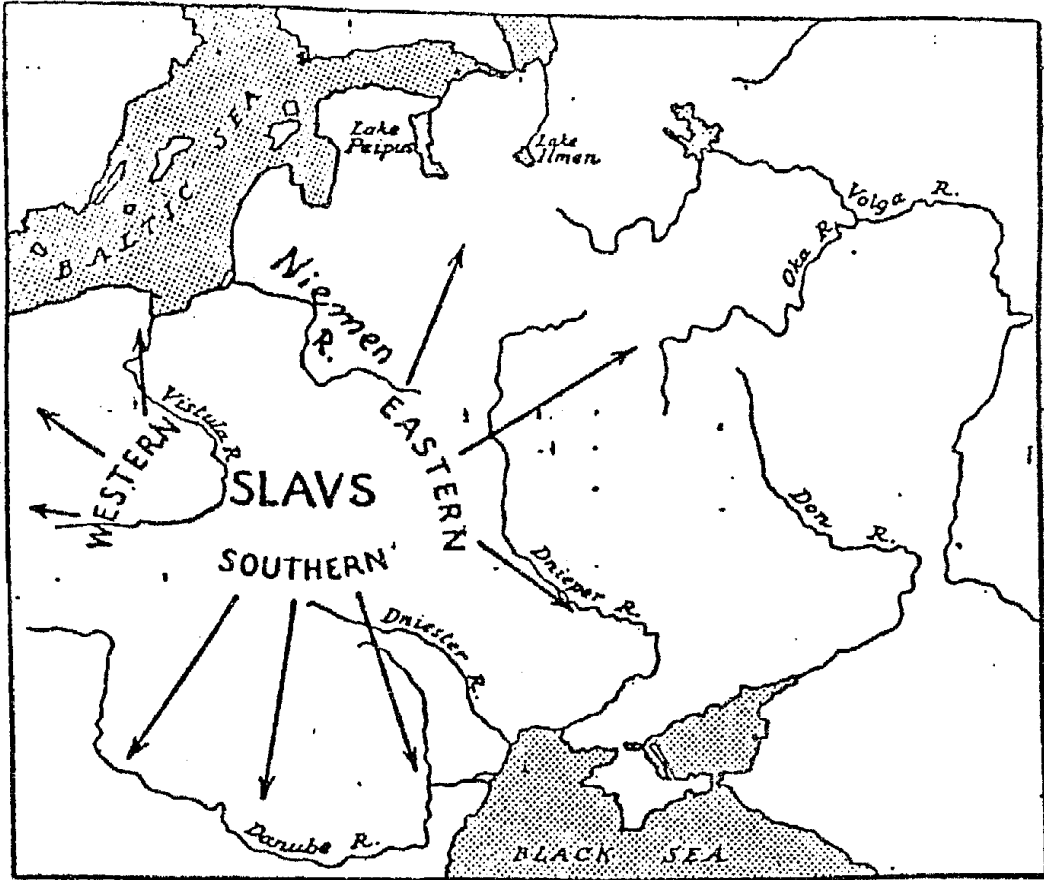 BALTIC SEA
Lake
Peipus
Lake
Ilmen
Volga R.
Oka R.
Niemen
R.
Vistula R.
WESTERN
EASTERN
SLAVS
SOUTHERN
Don R.
Dnieper R.
Dniester R.
Danube R.
BLACK SEA